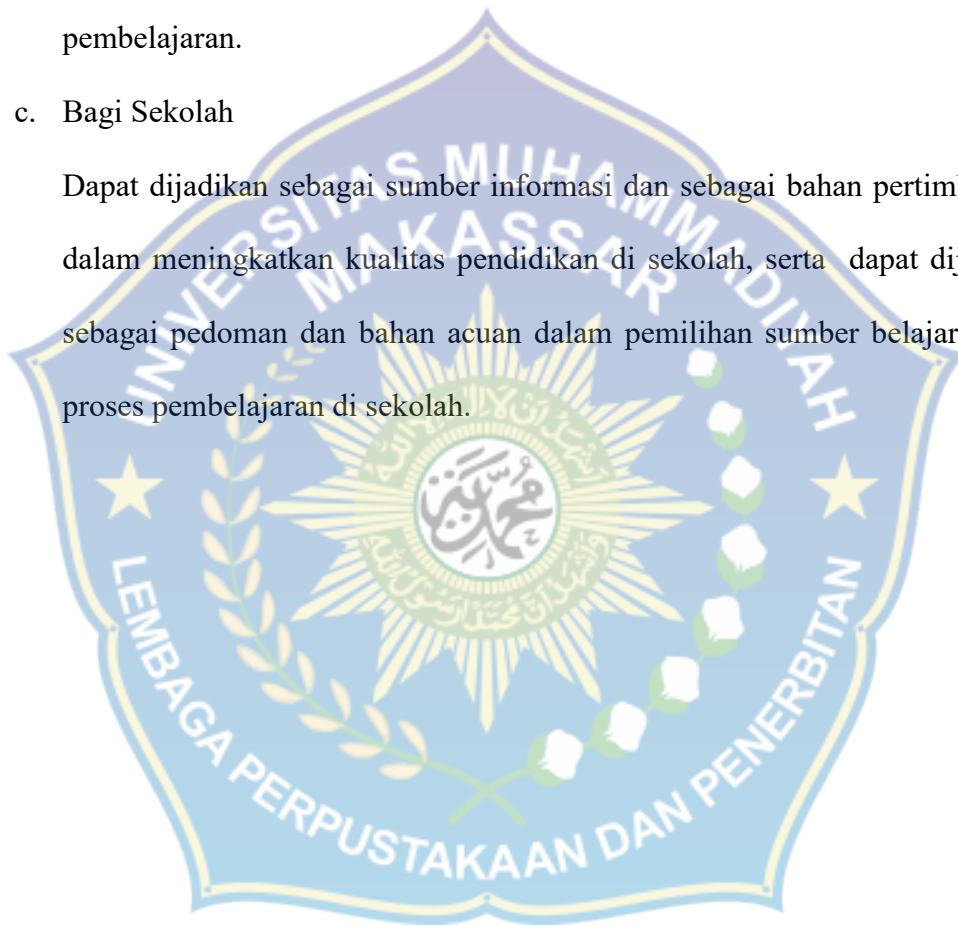 pembelajaran.
c. Bagi Sekolah
Dapat dijadikan sebagai sumber informasi dan sebagai bahan
dalam meningkatkan kualitas pendidikan di sekolah, serta dapat
sebagai pedoman dan bahan acuan dalam pemilihan sumber belajar
proses pembelajaran di sekolah.
UNIVERSITAS MUHAMMADIYAH
MAKASSAR
محمد
LEMBAGA PERPUSTAKAAN DAN PENERBITAN